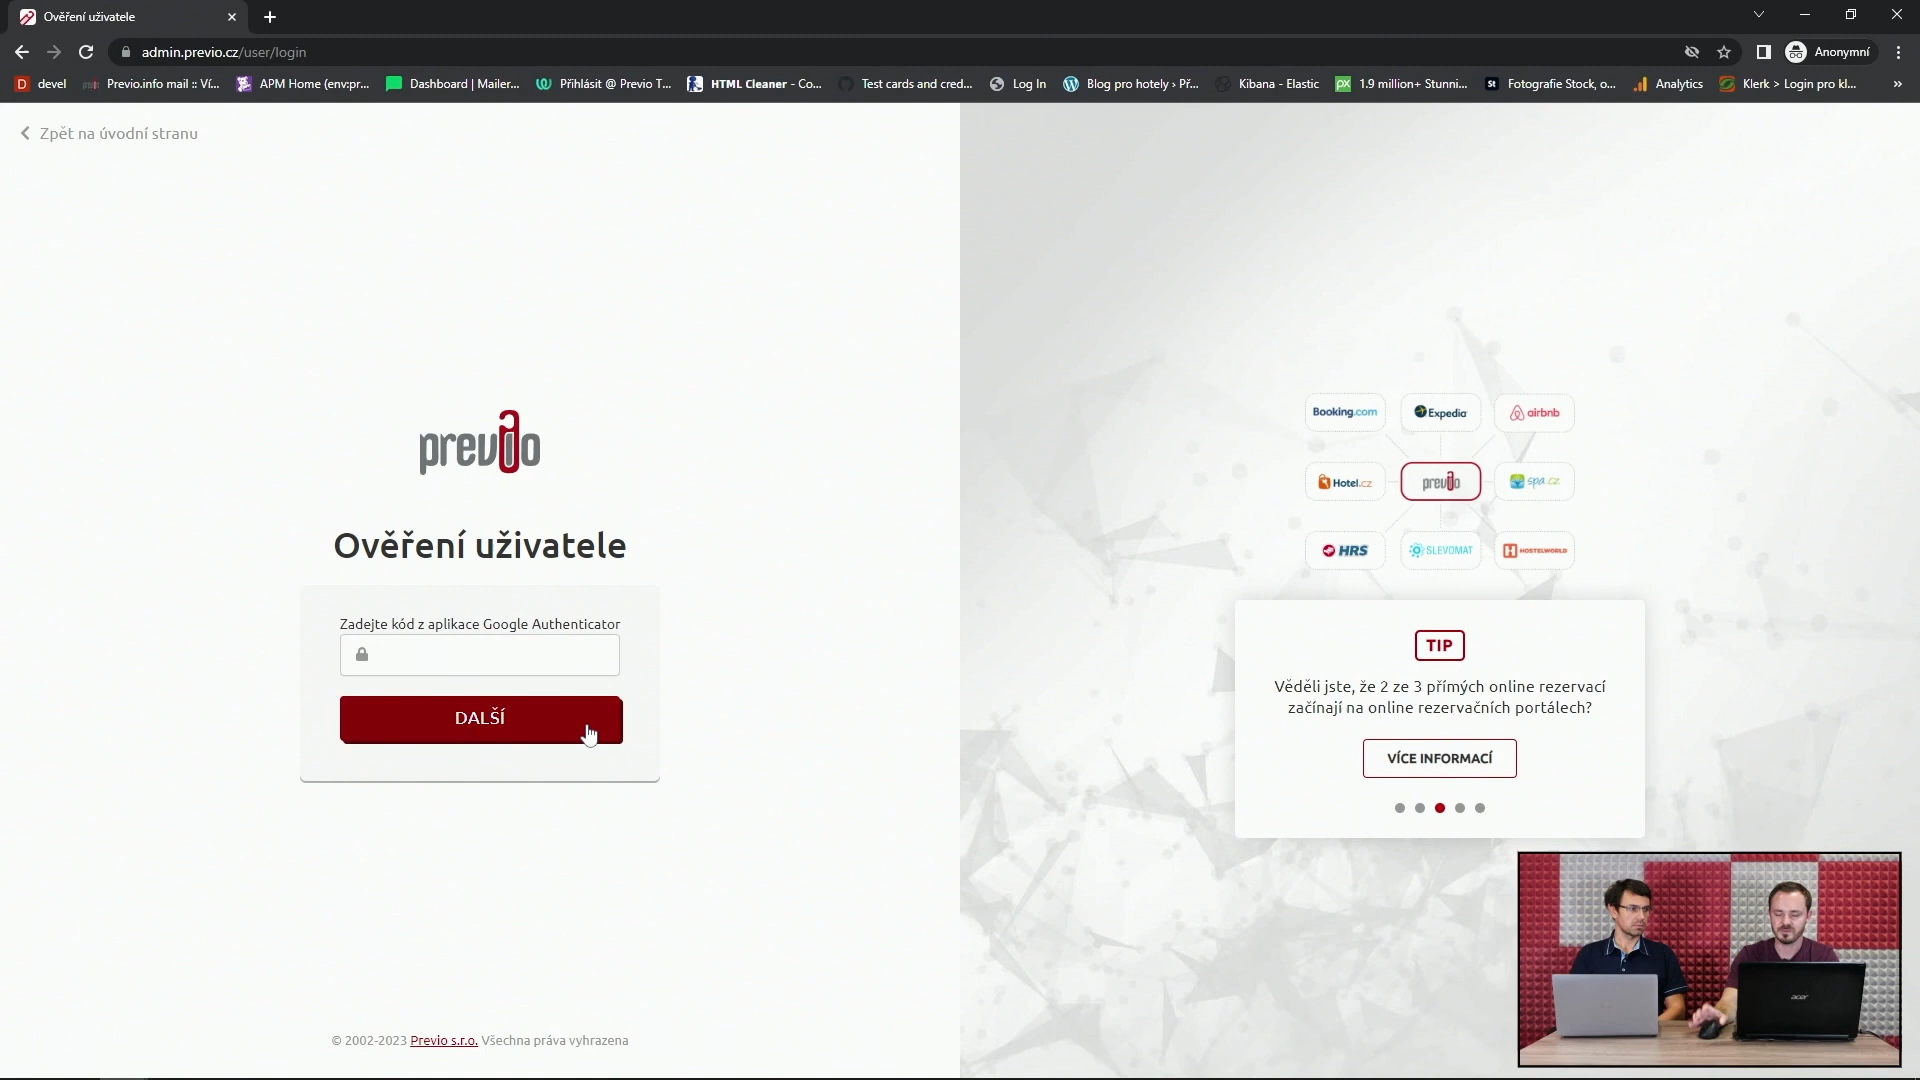 Ověření uživatele
admin.previo.cz/user/login
Anonymní
devel
Previo.info mail :: Ví...
APM Home (env:pr...
Dashboard | Mailer...
Přihlásit @ Previo T...
HTML Cleaner - Co...
Test cards and cred...
Log In
Blog pro hotely › Př...
Kibana - Elastic
1.9 million+ Stunni...
Fotografie Stock, o...
Analytics
Klerk > Login pro kl...
»
Zpět na úvodní stranu
previo
Ověření uživatele
Zadejte kód z aplikace Google Authenticator
DALŠÍ
© 2002-2023 Previo s.r.o. Všechna práva vyhrazena
Booking.com
Expedia
airbnb
Hotel.cz
previo
spa.cz
HRS
SLEVOMAT
HOSTELWORLD
TIP
Věděli jste, že 2 ze 3 přímých online rezervací
začínají na online rezervačních portálech?
VÍCE INFORMACÍ
acer